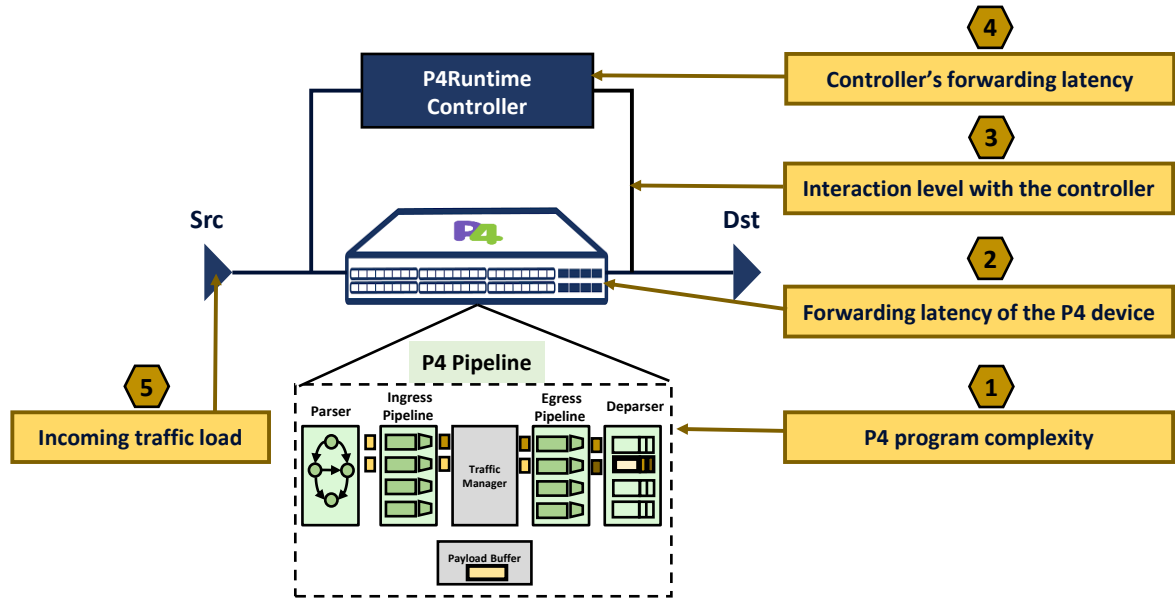 4
P4Runtime
Controller
Controller's forwarding latency
3
Interaction level with the controller
Src
P4
Dst
2
Forwarding latency of the P4 device
P4 Pipeline
5
1
Parser
Ingress
Pipeline
Egress
Pipeline
Deparser
Incoming traffic load
P4 program complexity
Traffic
Manager
Payload Buffer